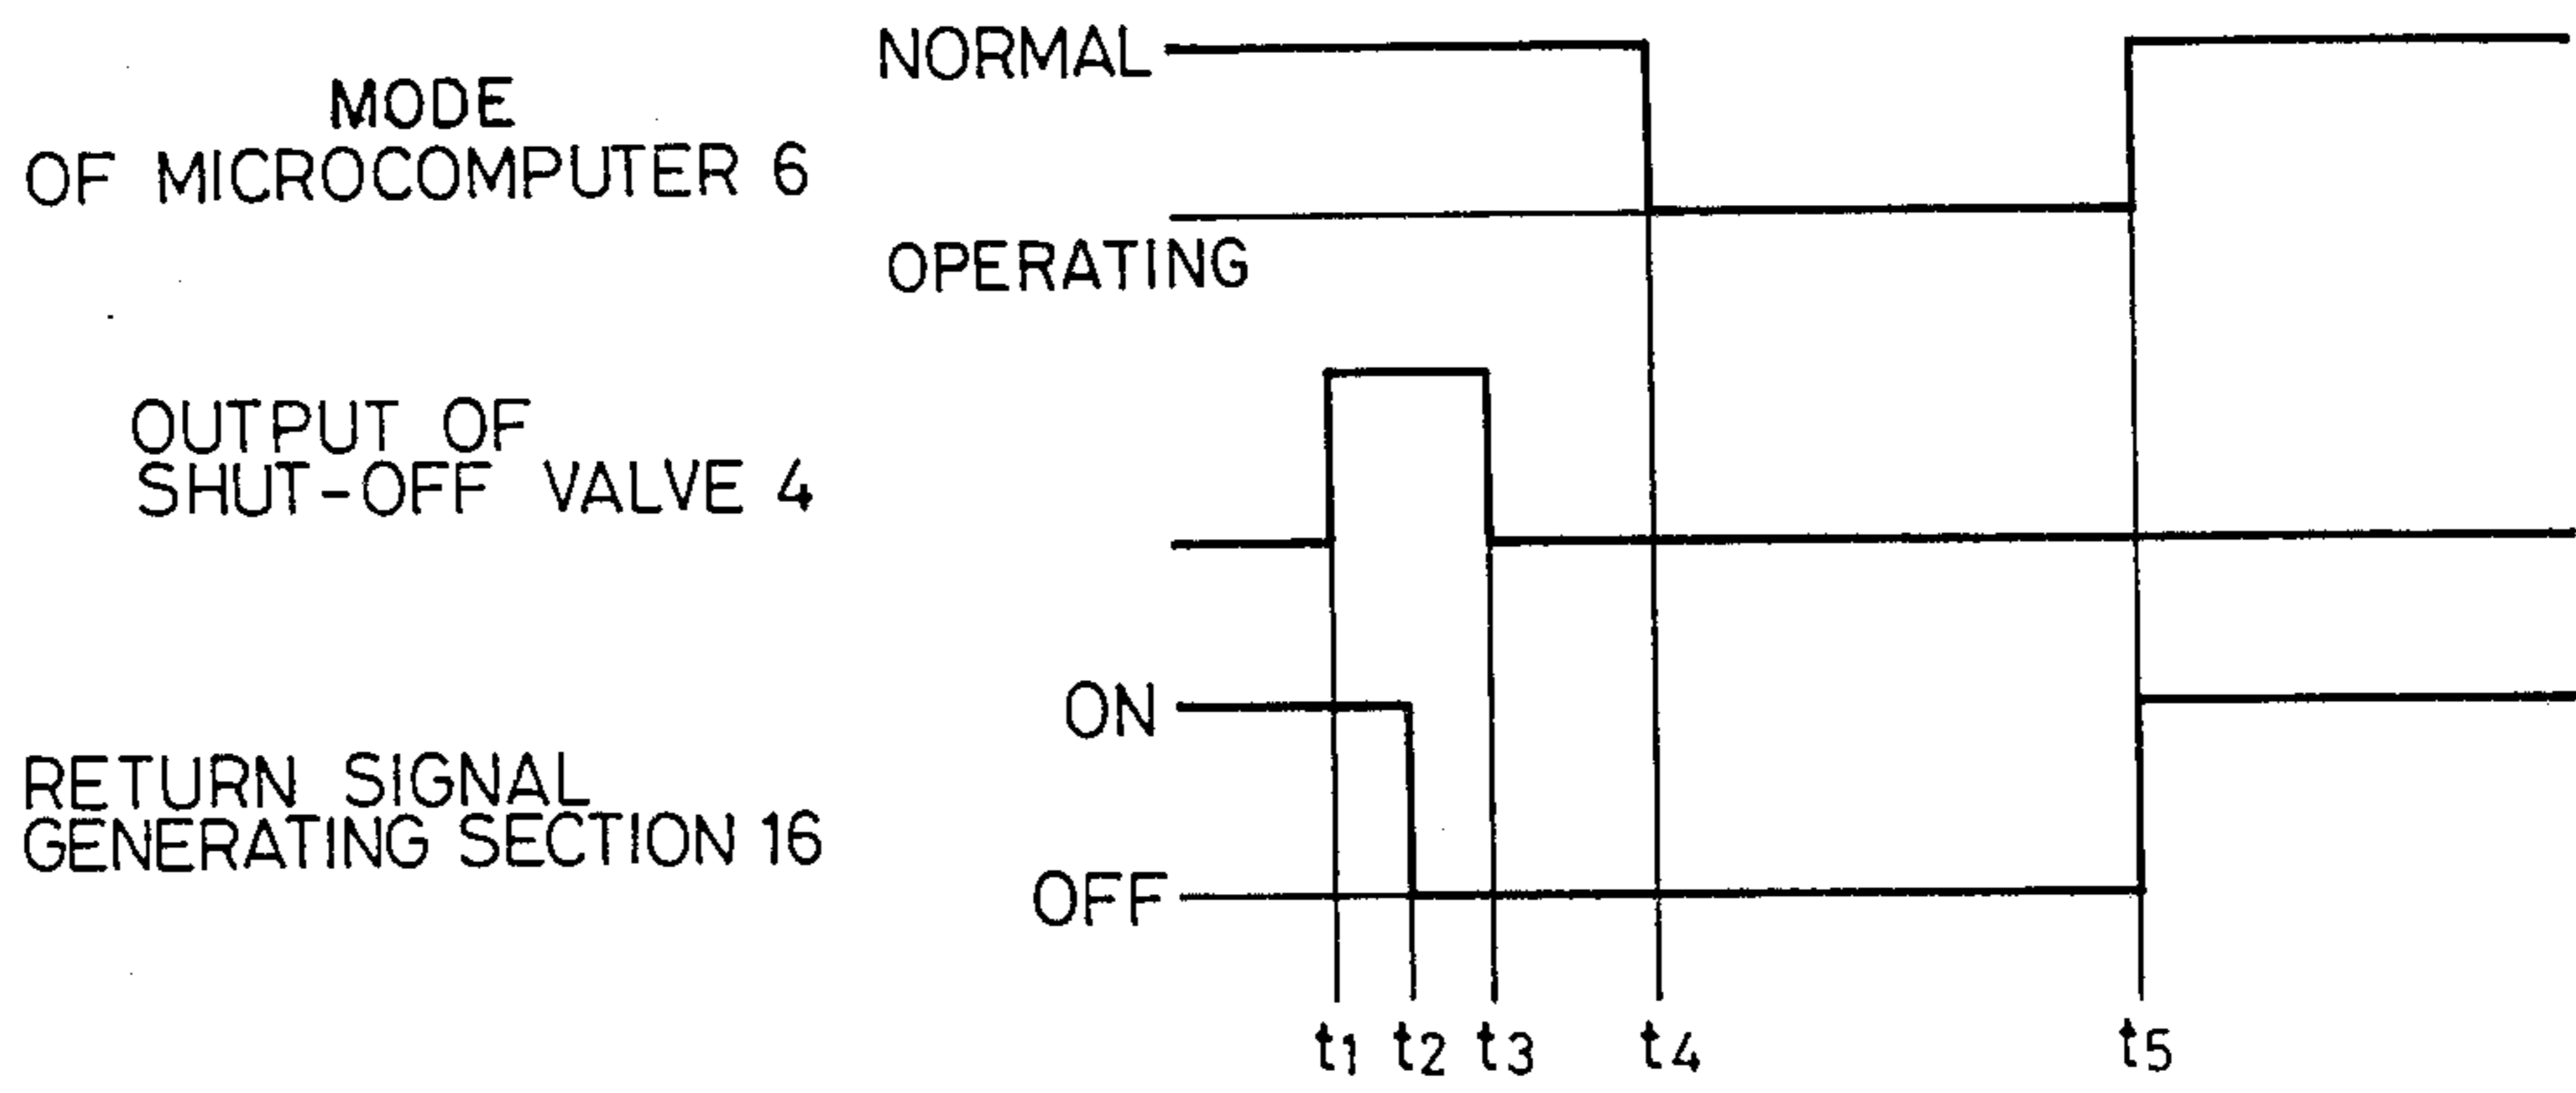 MODE
OF MICROCOMPUTER 6
NORMAL
OPERATING
OUTPUT OF
SHUT-OFF VALVE 4
RETURN SIGNAL
GENERATING SECTION 16
ON
OFF
t1 t2 t3 t4 t5